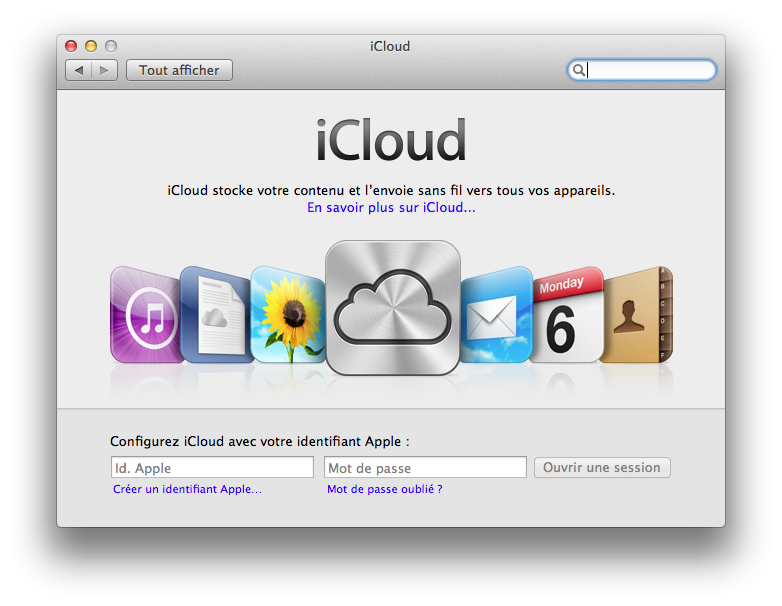 iCloud
Tout afficher
iCloud
iCloud stocke votre contenu et l'envoie sans fil vers tous vos appareils.
En savoir plus sur iCloud...
Monday
6
A
B
C
D
E
F
Configurez iCloud avec votre identifiant Apple :
Id. Apple
Mot de passe
Ouvrir une session
Créer un identifiant Apple...
Mot de passe oublié ?